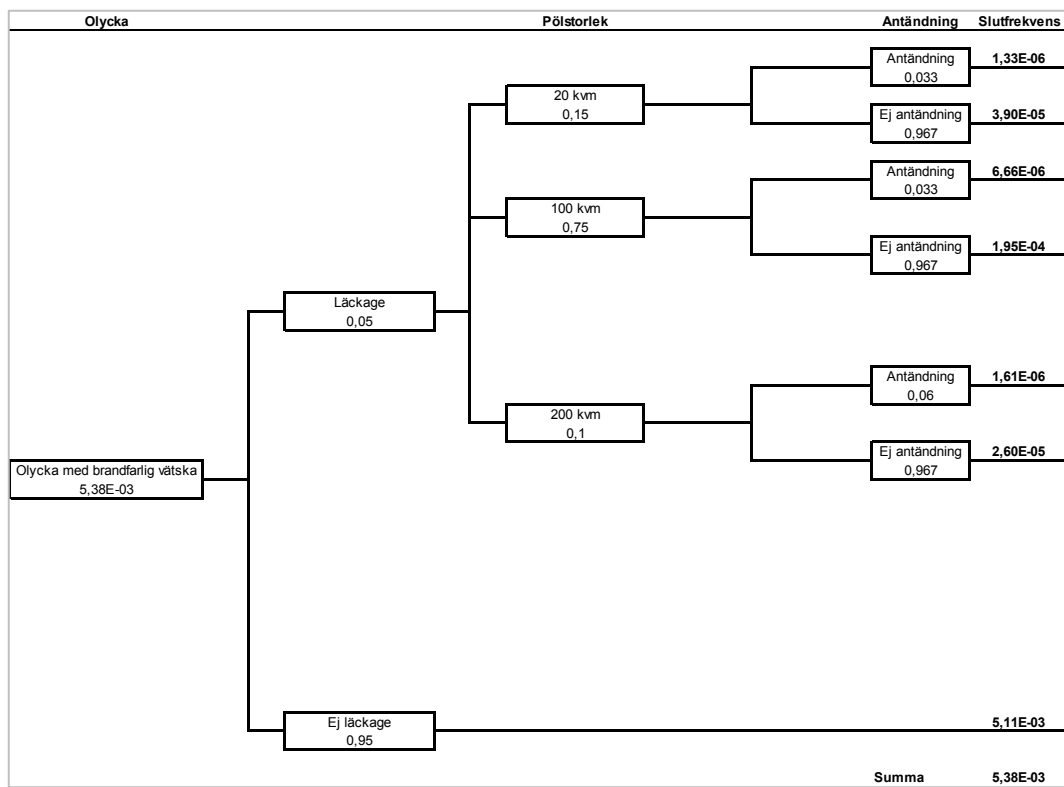 Olycka Pölstorlek Antändning Slutfrekvens
Antändning 1,33E-06
0,033
20 kvm
0,15
Ej antändning 3,90E-05
0,967
Antändning 6,66E-06
0,033
100 kvm
0,75
Ej antändning 1,95E-04
0,967
Läckage
0,05
Antändning 1,61E-06
0,06
200 kvm
0,1
Ej antändning 2,60E-05
0,967
Olycka med brandfarlig vätska
5,38E-03
Ej läckage 5,11E-03
0,95
Summa 5,38E-03